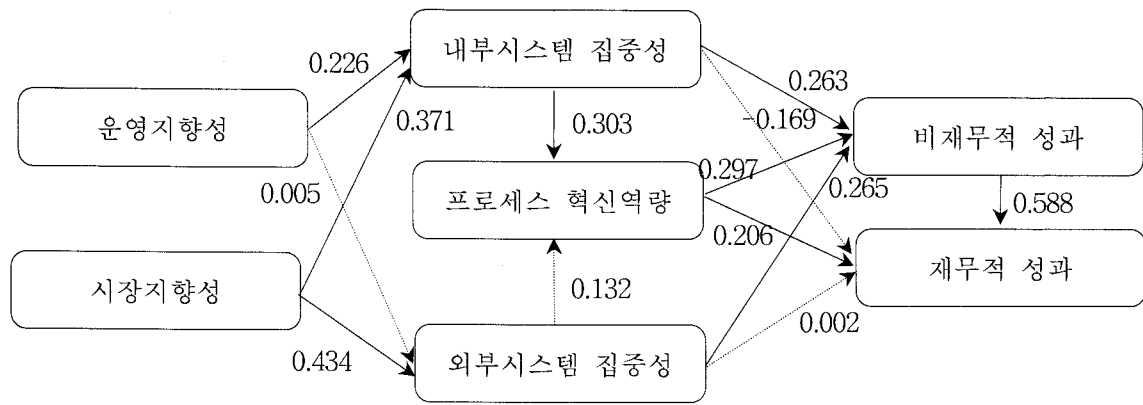 내부시스템 집중성
0.226
0.263
운영지향성
0.371
-0.169
비재무적 성과
0.303
0.297
0.005
프로세스 혁신역량
0.265
0.588
0.206
시장지향성
재무적 성과
0.132
0.002
0.434
외부시스템 집중성